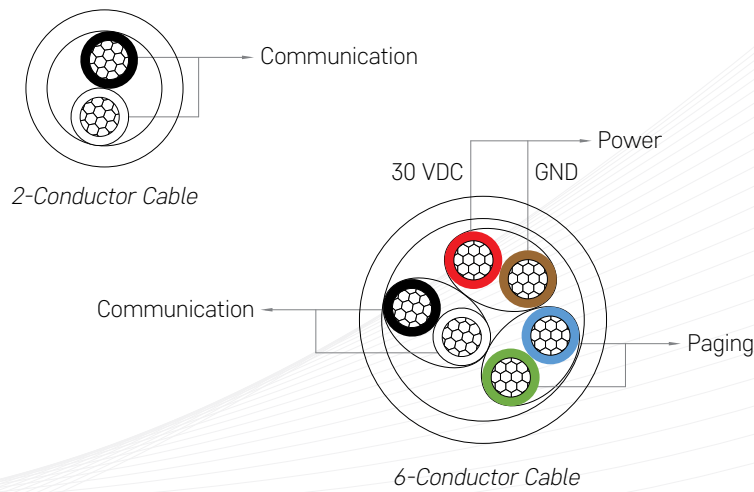 Communication
2-Conductor Cable
Power
30 VDC
GND
Communication
Paging
6-Conductor Cable